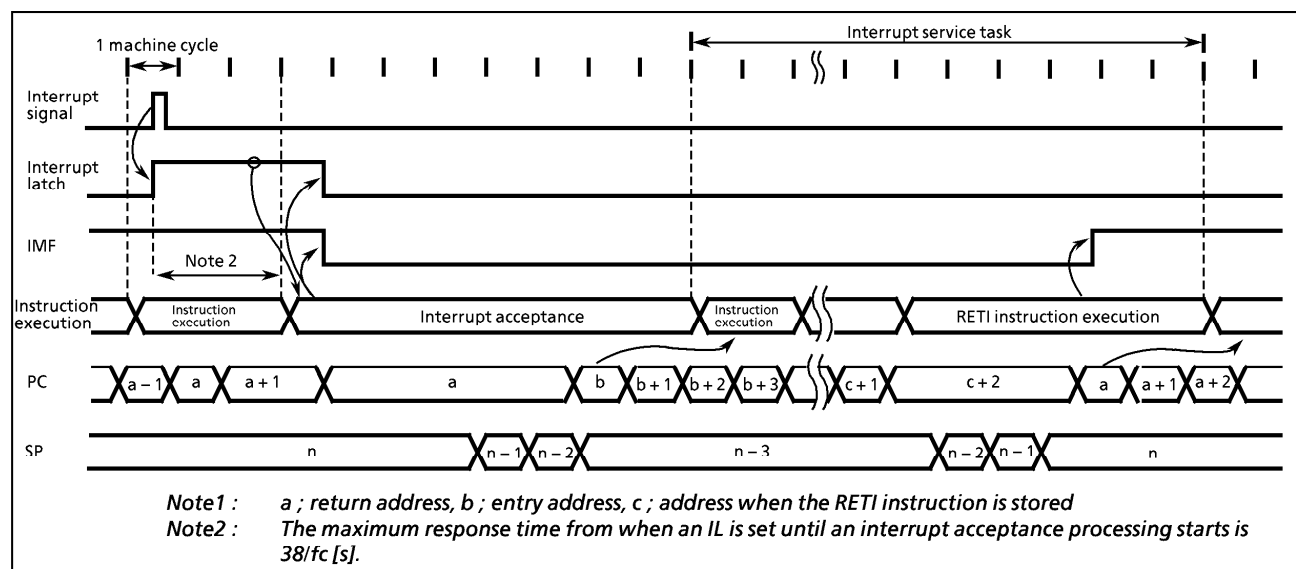 Interrupt service task
1 machine cycle
Interrupt
signal
Interrupt
latch
IMF
Note 2
Instruction
execution
Instruction
execution
Interrupt acceptance
Instruction
execution
RETI instruction execution
PC
a – 1
a
a + 1
a
b
b + 1
b + 2
b + 3
c + 1
c + 2
a
a + 1
a + 2
SP
n
n – 1
n – 2
n – 3
n – 2
n – 1
n
Note1 : a ; return address, b ; entry address, c ; address when the RETI instruction is stored
Note2 : The maximum response time from when an IL is set until an interrupt acceptance processing starts is
38/fc [s].